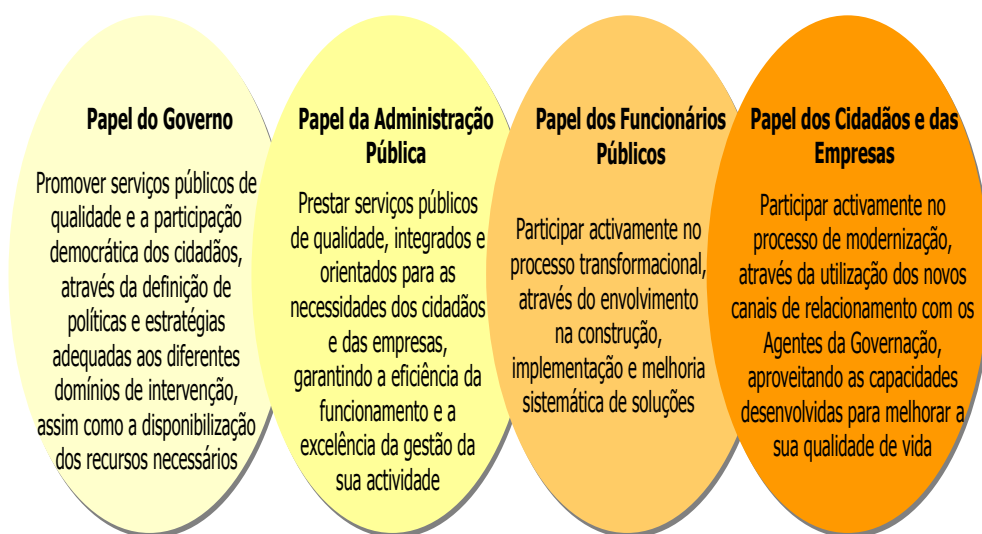 Papel do Governo
Promover serviços públicos de
qualidade e a participação
democrática dos cidadãos,
através da definição de
políticas e estratégias
adequadas aos diferentes
domínios de intervenção,
assim como a disponibilização
dos recursos necessários
Papel da Administração
Pública
Prestar serviços públicos
de qualidade, integrados e
orientados para as
necessidades dos cidadãos
e das empresas,
garantindo a eficiência da
funcionamento e a
excelência da gestão da
sua actividade
Papel dos Funcionários
Públicos
Participar activamente no
processo transformacional,
através do envolvimento
na construção,
implementação e melhoria
sistemática de soluções
Papel dos Cidadãos e das
Empresas
Participar activamente no
processo de modernização,
através da utilização dos novos
canais de relacionamento com os
Agentes da Governação,
aproveitando as capacidades
desenvolvidas para melhorar a
sua qualidade de vida